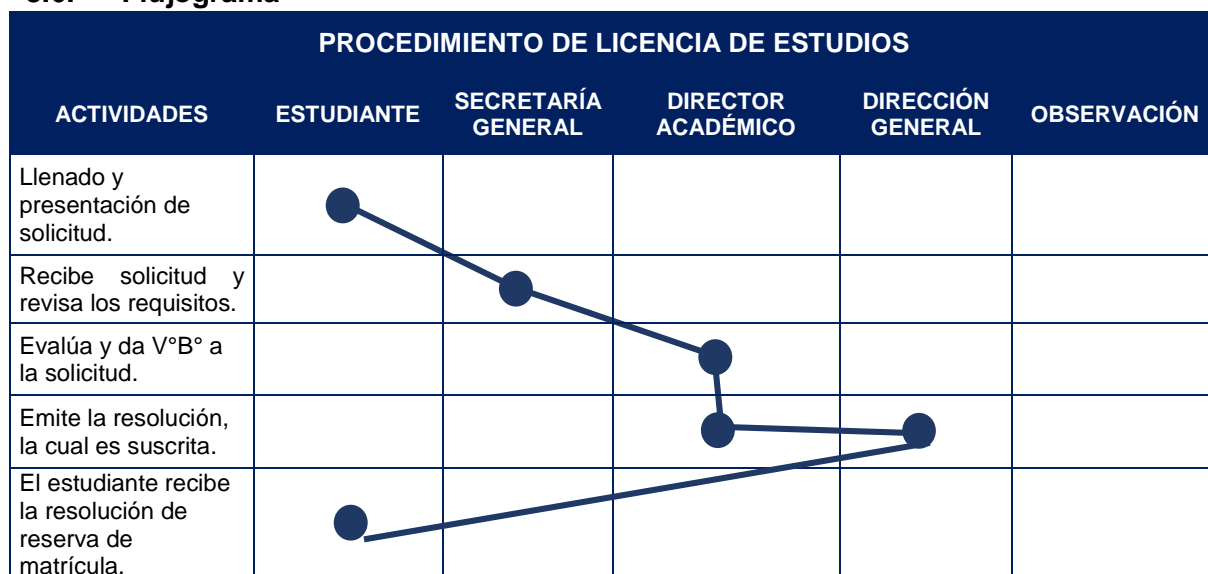 PROCEDIMIENTO DE LICENCIA DE ESTUDIOS
ACTIVIDADES
ESTUDIANTE
SECRETARÍA
GENERAL
DIRECTOR
ACADÉMICO
DIRECCIÓN
GENERAL
OBSERVACIÓN
Llenado y
presentación de
solicitud.
Recibe solicitud y
revisa los requisitos.
Evalúa y da V°B° a
la solicitud.
Emite la resolución,
la cual es suscrita.
El estudiante recibe
la resolución de
reserva de
matrícula.